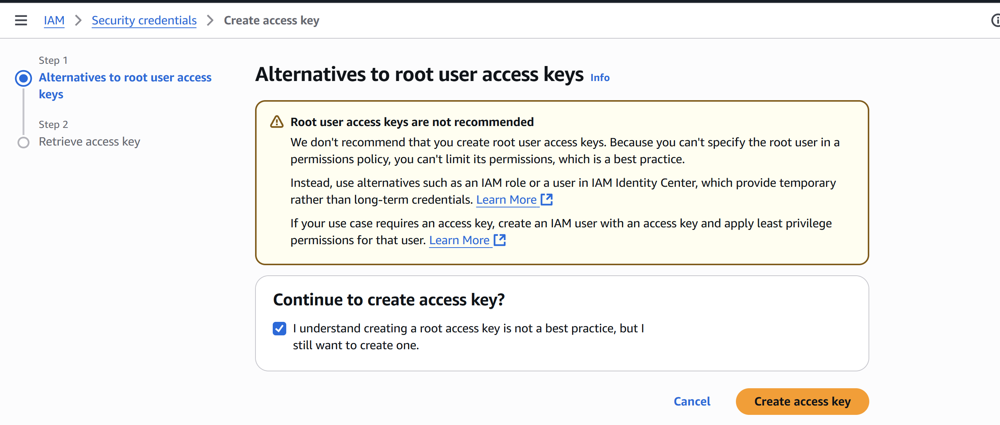 IAM > Security credentials > Create access key
Step 1
Alternatives to root user access
keys
Step 2
Retrieve access key
Alternatives to root user access keys Info
Root user access keys are not recommended
We don't recommend that you create root user access keys. Because you can't specify the root user in a
permissions policy, you can't limit its permissions, which is a best practice.
Instead, use alternatives such as an IAM role or a user in IAM Identity Center, which provide temporary
rather than long-term credentials. Learn More
If your use case requires an access key, create an IAM user with an access key and apply least privilege
permissions for that user. Learn More
Continue to create access key?
I understand creating a root access key is not a best practice, but I
still want to create one.
Cancel Create access key